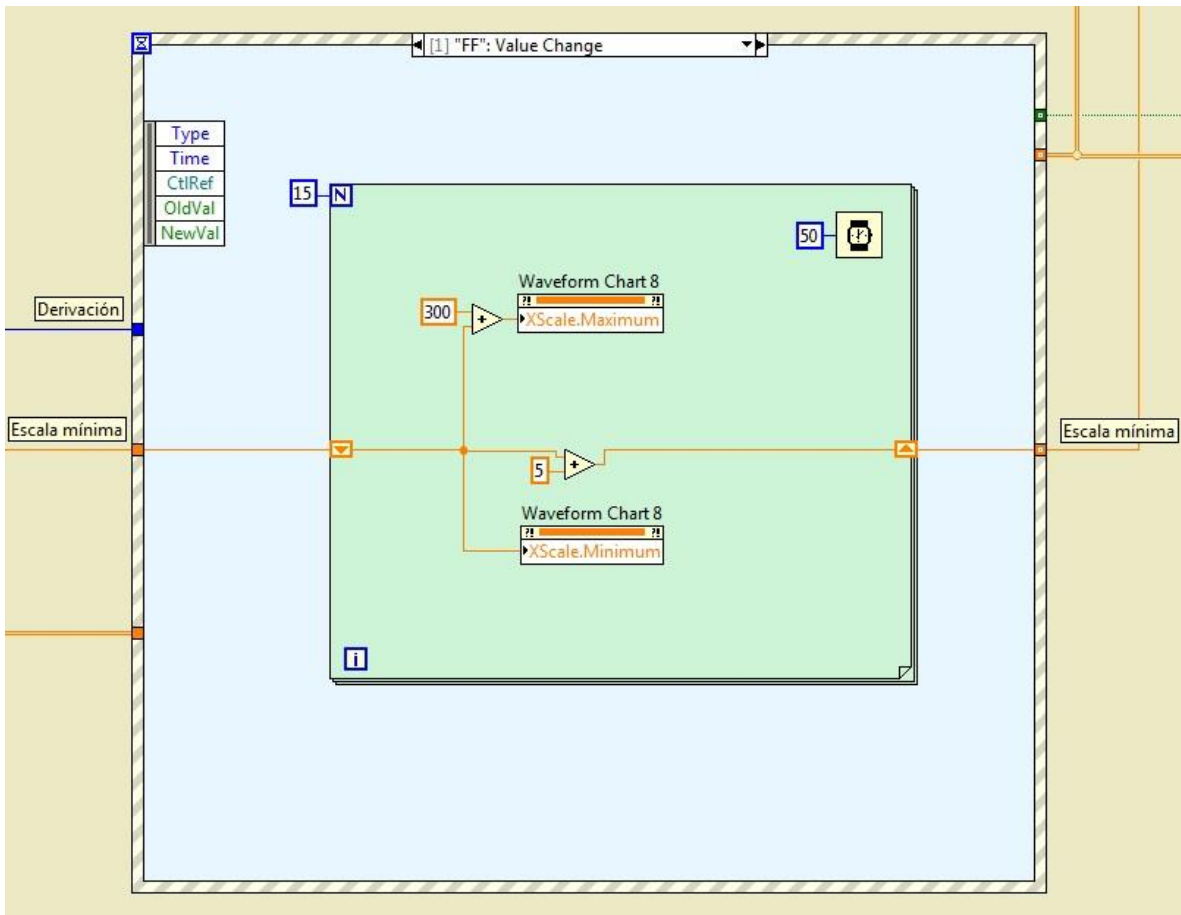 [1] "FF": Value Change
Type
Time
CtlRef
OldVal
NewVal
15
N
50
Waveform Chart 8
300
+
?! ?!
XScale.Maximum
Derivación
Escala mínima
Escala mínima
5
+
Waveform Chart 8
?! ?!
XScale.Minimum
i